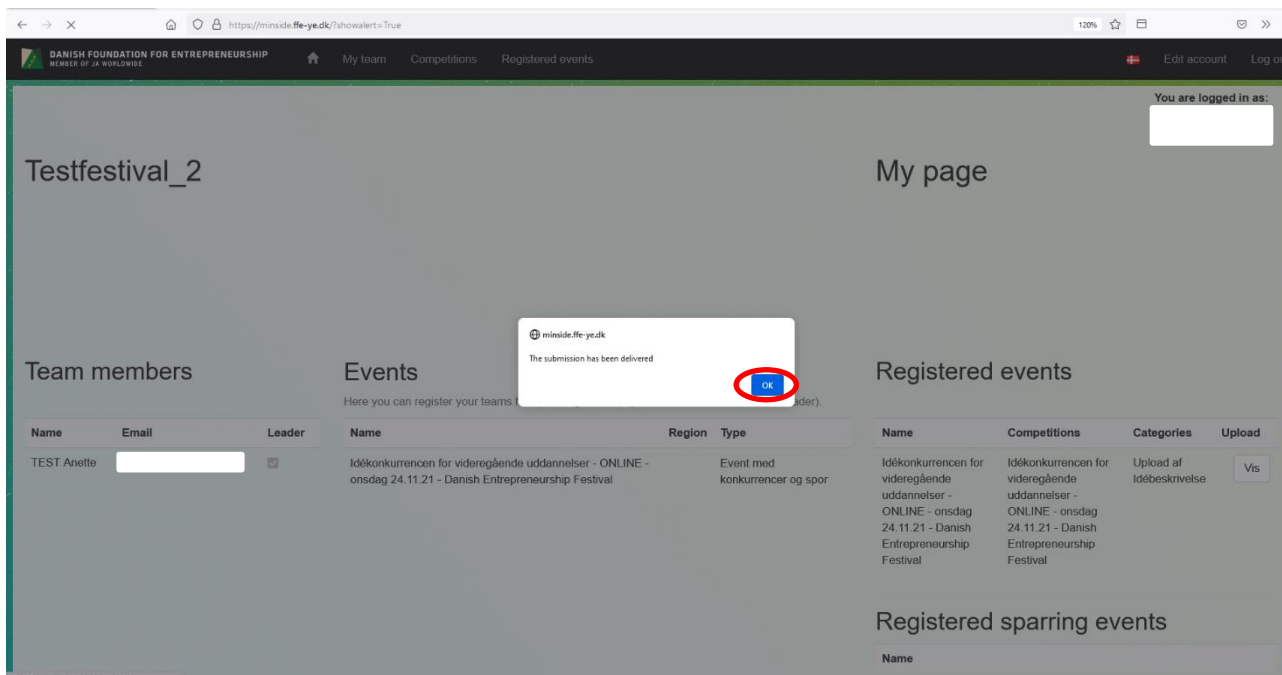 https://minside.ffe-ye.dk/?showalert=True
120%
DANISH FOUNDATION FOR ENTREPRENEURSHIP
MEMBER OF JA WORLDWIDE
My team
Competitions
Registered events
Edit account
You are logged in as:
Testfestival_2
My page
minside.ffe-ye.dk
The submission has been delivered
OK
Team members
Name Email Leader
TEST Anette
Events
Here you can register your teams
Name Region Type
Idékonkurrencen for videregående uddannelser - ONLINE -
onsdag 24.11.21 - Danish Entrepreneurship Festival
Event med
konkurrencer og spor
Registered events
Name Competitions Categories Upload
Idékonkurrencen for
videregående
uddannelser -
ONLINE - onsdag
24.11.21 - Danish
Entrepreneurship
Festival
Idékonkurrencen for
videregående
uddannelser -
ONLINE - onsdag
24.11.21 - Danish
Entrepreneurship
Festival
Upload af
Idébeskrivelse
Vis
Registered sparring events
Name